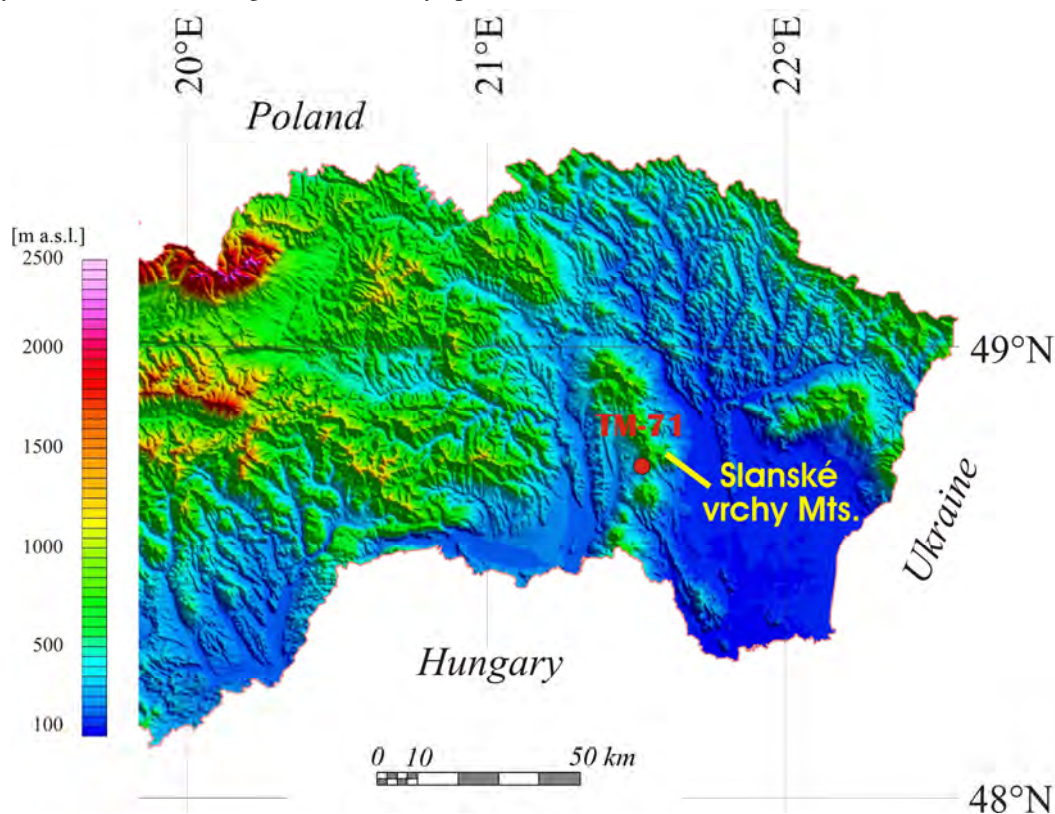 20°E
21°E
22°E
Poland
[m a.s.l.]
2500
2000
49°N
1500
TM-71
Slanské
vrchy Mts.
1000
Ukraine
500
Hungary
100
0 10 50 km
48°N